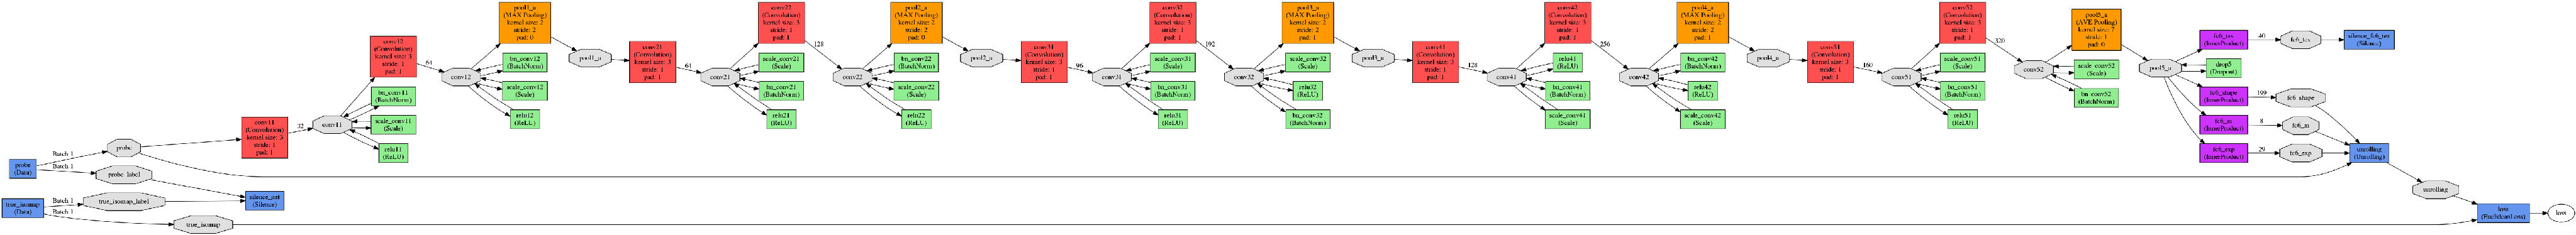 probe
(Data)
true_isomap
(Data)
Batch 1
Batch 1
Batch 1
Batch 1
probe
probe_label
true_isomap_label
true_isomap
silence_net
(Silence)
conv11
(Convolution)
kernel size: 3
stride: 1
pad: 1
32
conv11
bn_conv11
(BatchNorm)
scale_conv11
(Scale)
relu11
(ReLU)
conv12
(Convolution)
kernel size: 3
stride: 1
pad: 1
64
conv12
bn_conv12
(BatchNorm)
scale_conv12
(Scale)
relu12
(ReLU)
pool1_a
(MAX Pooling)
kernel size: 2
stride: 2
pad: 0
pool1_a
conv21
(Convolution)
kernel size: 3
stride: 1
pad: 1
64
conv21
scale_conv21
(Scale)
bn_conv21
(BatchNorm)
relu21
(ReLU)
conv22
(Convolution)
kernel size: 3
stride: 1
pad: 1
128
conv22
bn_conv22
(BatchNorm)
scale_conv22
(Scale)
relu22
(ReLU)
pool2_a
(MAX Pooling)
kernel size: 2
stride: 2
pad: 0
pool2_a
conv31
(Convolution)
kernel size: 3
stride: 1
pad: 1
96
conv31
scale_conv31
(Scale)
bn_conv31
(BatchNorm)
relu31
(ReLU)
conv32
(Convolution)
kernel size: 3
stride: 1
pad: 1
192
conv32
scale_conv32
(Scale)
relu32
(ReLU)
bn_conv32
(BatchNorm)
pool3_a
(MAX Pooling)
kernel size: 2
stride: 2
pad: 1
pool3_a
conv41
(Convolution)
kernel size: 3
stride: 1
pad: 1
128
conv41
relu41
(ReLU)
bn_conv41
(BatchNorm)
scale_conv41
(Scale)
conv42
(Convolution)
kernel size: 3
stride: 1
pad: 1
256
conv42
bn_conv42
(BatchNorm)
relu42
(ReLU)
scale_conv42
(Scale)
pool4_a
(MAX Pooling)
kernel size: 2
stride: 2
pad: 1
pool4_a
conv51
(Convolution)
kernel size: 3
stride: 1
pad: 1
160
conv51
scale_conv51
(Scale)
bn_conv51
(BatchNorm)
relu51
(ReLU)
conv52
(Convolution)
kernel size: 3
stride: 1
pad: 1
320
conv52
scale_conv52
(Scale)
bn_conv52
(BatchNorm)
pool5_a
(AVE Pooling)
kernel size: 7
stride: 1
pad: 0
pool5_a
fc6_tex
(InnerProduct)
drop5
(Dropout)
fc6_shape
(InnerProduct)
fc6_m
(InnerProduct)
fc6_exp
(InnerProduct)
40
199
8
29
fc6_tex
fc6_shape
fc6_m
fc6_exp
silence_fc6_tex
(Silence)
unrolling
(Unrolling)
unrolling
loss
(EuclideanLoss)
loss